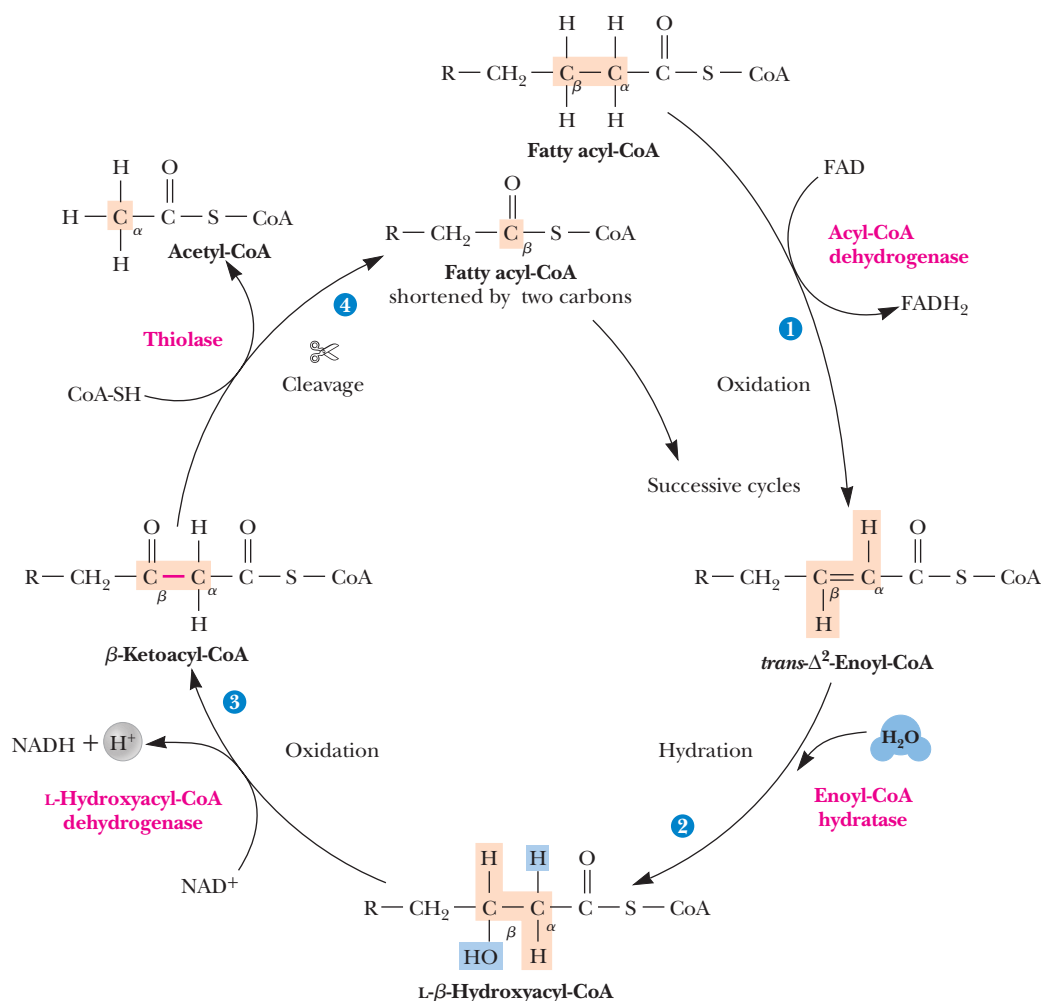 H H O
R—CH₂—C—C—C—S—CoA
β α
H H
Fatty acyl-CoA
FAD
Acyl-CoA
dehydrogenase
FADH₂
1
Oxidation
H O
H—C—C—S—CoA
α
H
Acetyl-CoA
O
R—CH₂—C—S—CoA
β
Fatty acyl-CoA
shortened by two carbons
4
Thiolase
CoA-SH
Cleavage
Successive cycles
O H O
R—CH₂—C—C—C—S—CoA
β α
H
β-Ketoacyl-CoA
H O
R—CH₂—C=C—C—S—CoA
β α
H
trans-Δ²-Enoyl-CoA
3
NADH + H⁺
Oxidation
L-Hydroxyacyl-CoA
dehydrogenase
NAD⁺
Hydration
H₂O
Enoyl-CoA
hydratase
2
H H O
R—CH₂—C—C—C—S—CoA
β α
HO H
L-β-Hydroxyacyl-CoA